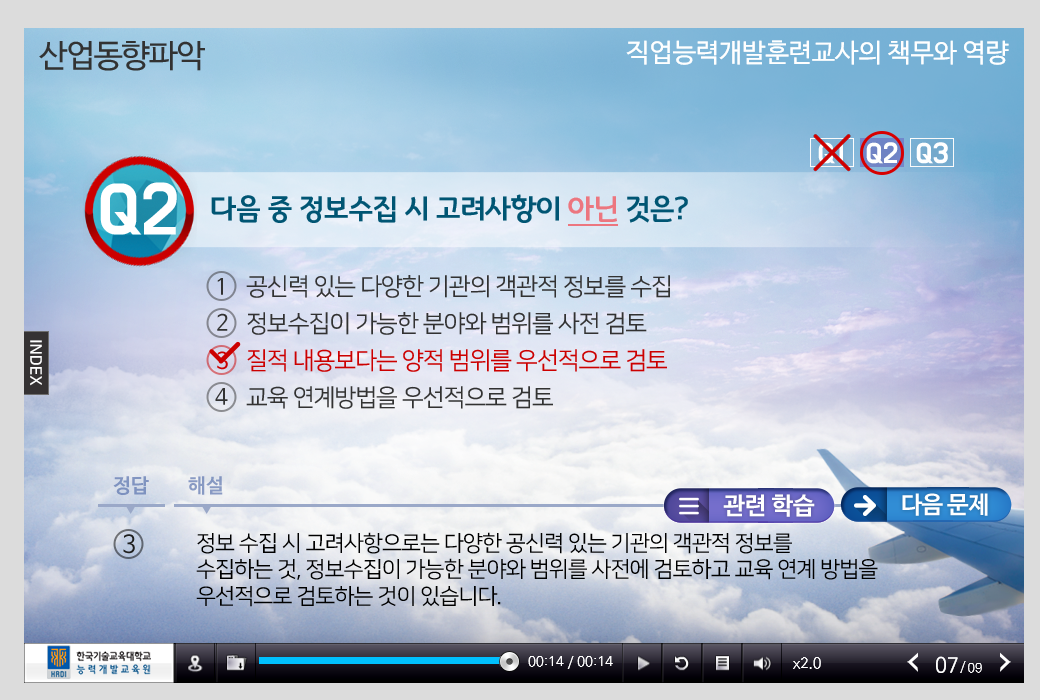 산업동향파악
직업능력개발훈련교사의 책무와 역량
Q2 Q3
Q2 다음 중 정보수집 시 고려사항이 아닌 것은?
① 공신력 있는 다양한 기관의 객관적 정보를 수집
② 정보수집이 가능한 분야와 범위를 사전 검토
③ 질적 내용보다는 양적 범위를 우선적으로 검토
④ 교육 연계방법을 우선적으로 검토
INDEX
정답 해설
관련 학습 다음 문제
③ 정보 수집 시 고려사항으로는 다양한 공신력 있는 기관의 객관적 정보를
수집하는 것, 정보수집이 가능한 분야와 범위를 사전에 검토하고 교육 연계 방법을
우선적으로 검토하는 것이 있습니다.
한국기술교육대학교
능력개발교육원
HRDI
00:14 / 00:14
x2.0
07/09